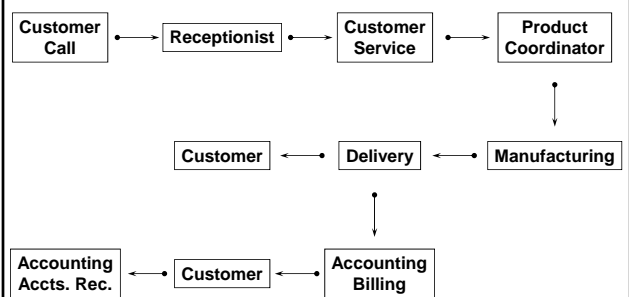 Customer
Call
Receptionist
Customer
Service
Product
Coordinator
Customer
Delivery
Manufacturing
Accounting
Accts. Rec.
Customer
Accounting
Billing